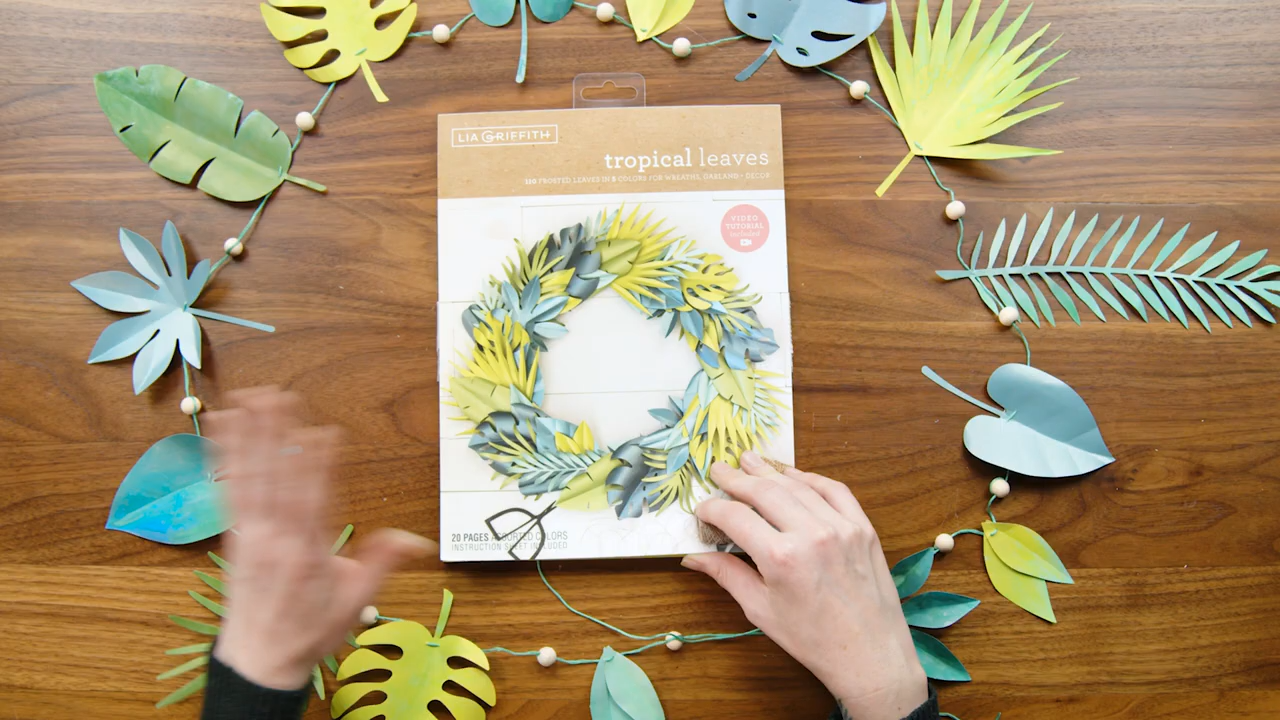 LIA GRIFFITH
tropical leaves
100 FROSTED LEAVES IN 5 COLORS FOR WREATHS, GARLAND + DECOR
VIDEO
TUTORIAL
included
20 PAGES ASSORTED COLORS
INSTRUCTION SHEET INCLUDED